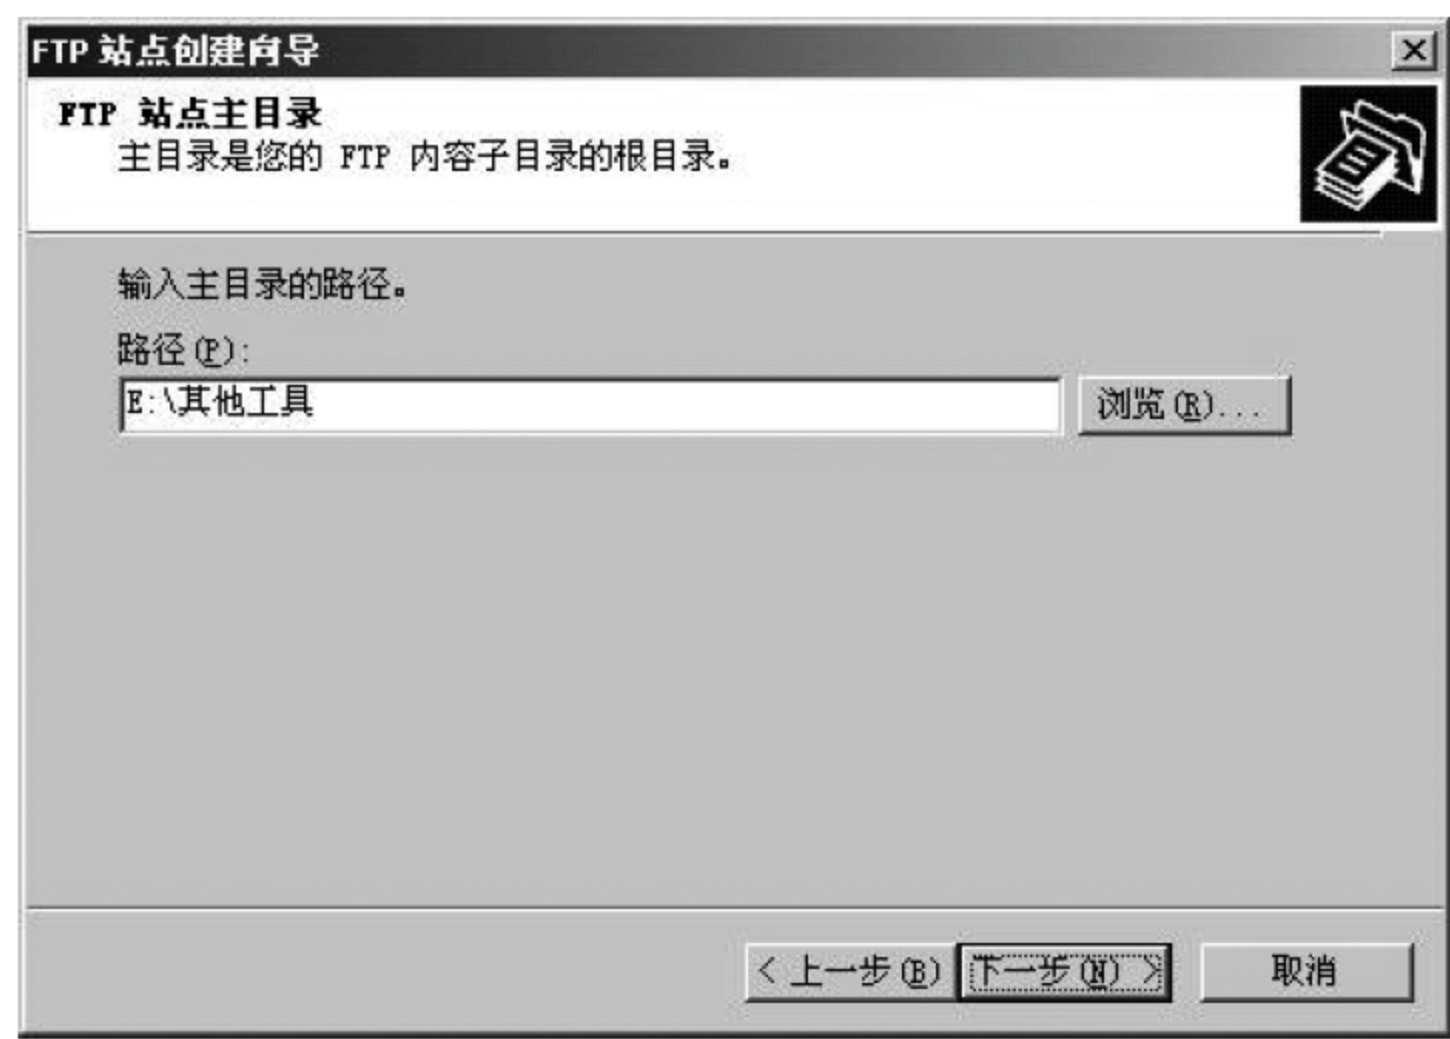 FTP 站点创建向导
FTP 站点主目录
主目录是您的 FTP 内容子目录的根目录。
输入主目录的路径。
路径(P):
E:\其他工具
浏览(R)...
< 上一步(B) 下一步(N) > 取消